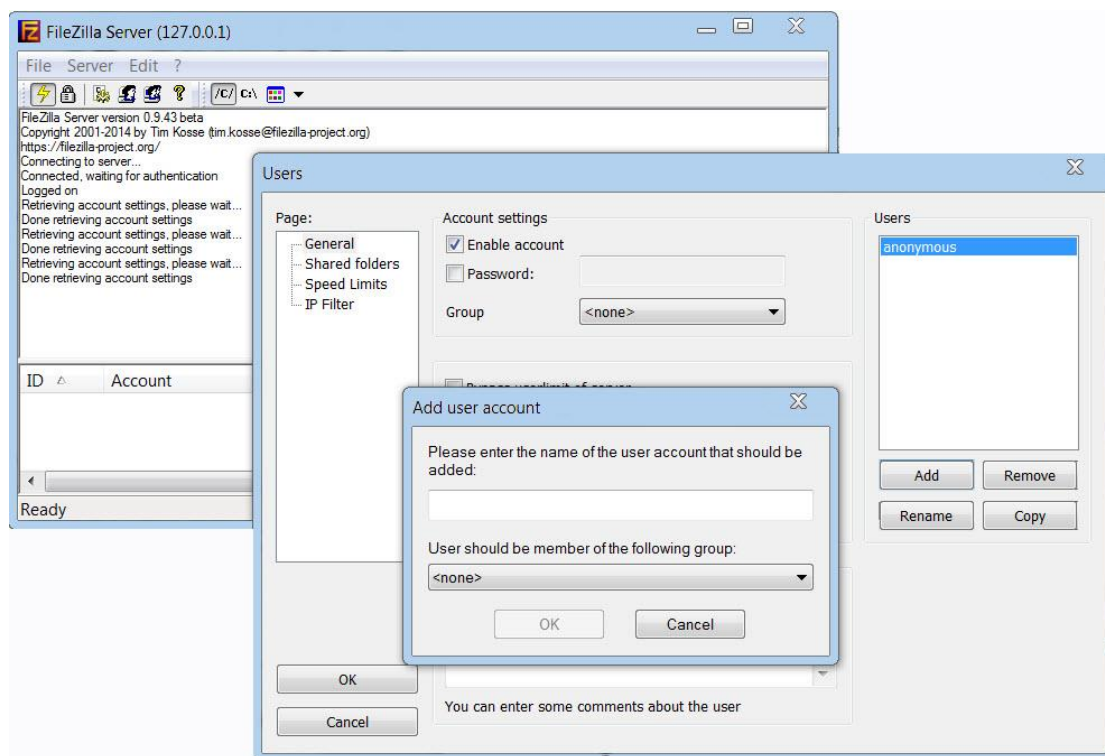 FileZilla Server (127.0.0.1)
File Server Edit ?
/C/ C:\
FileZilla Server version 0.9.43 beta
Copyright 2001-2014 by Tim Kosse (tim.kosse@filezilla-project.org)
https://filezilla-project.org/
Connecting to server...
Connected, waiting for authentication
Logged on
Retrieving account settings, please wait...
Done retrieving account settings
Retrieving account settings, please wait...
Done retrieving account settings
Retrieving account settings, please wait...
Done retrieving account settings
ID Account
Ready
Users
Page:
General
Shared folders
Speed Limits
IP Filter
OK
Cancel
Account settings
Enable account
Password:
Group <none>
Bypass userlimit of server
You can enter some comments about the user
Users
anonymous
Add Remove
Rename Copy
Add user account
Please enter the name of the user account that should be
added:
User should be member of the following group:
<none>
OK Cancel